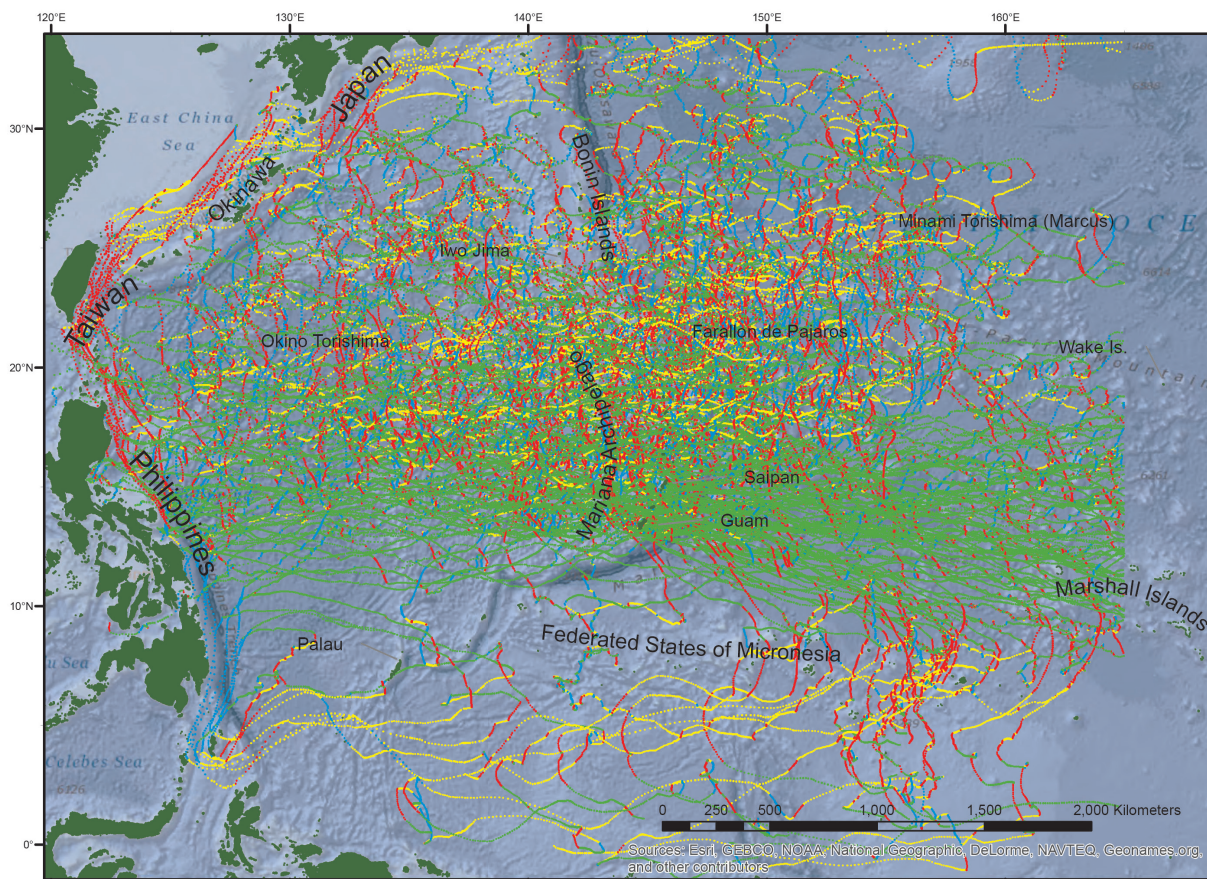 120°E 130°E 140°E 150°E 160°E
30°N
20°N
10°N
0°
East China
Sea
Japan
Okinawa
Taiwan
Philippines
Bonin Islands
Iwo Jima
Minami Torishima (Marcus)
OCE
Okino Torishima
Farallon de Pajaros
Wake Is.
Mariana Archipelago
Saipan
Guam
Marshall Islands
Palau
Federated States of Micronesia
u Sea
Celebes Sea
6126
0 250 500 1,000 1,500 2,000 Kilometers
Sources: Esri, GEBCO, NOAA, National Geographic, DeLorme, NAVTEQ, Geonames.org,
and other contributors